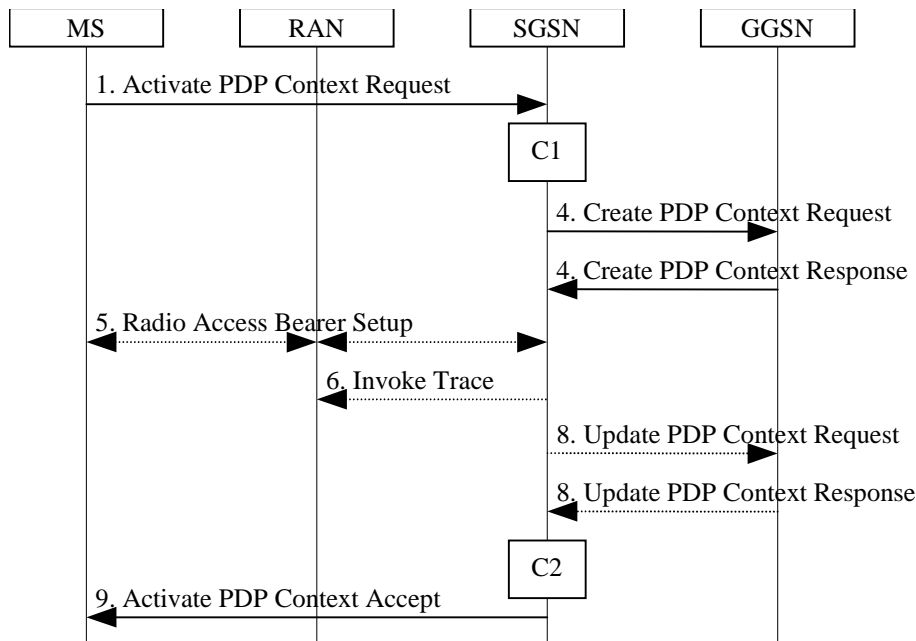 MS
RAN
SGSN
GGSN
1. Activate PDP Context Request
C1
4. Create PDP Context Request
4. Create PDP Context Response
5. Radio Access Bearer Setup
6. Invoke Trace
8. Update PDP Context Request
8. Update PDP Context Response
C2
9. Activate PDP Context Accept